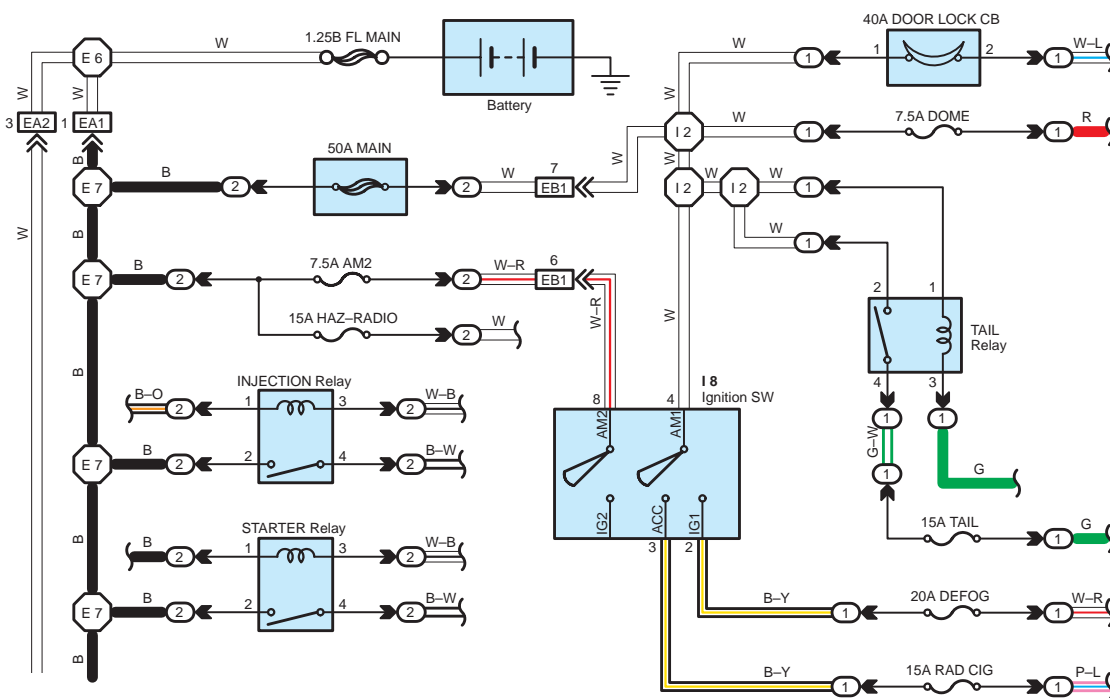 40A DOOR LOCK CB
W 1.25B FL MAIN W 1 1 2 1 W–L
E 6
Battery
W W W
7.5A DOME R
3 EA2 1 EA1 W 1 1
I 2
B 50A MAIN W W
B 2 2 W 7 EB1 I 2 W I 2 W 1
E 7
W 1
W B
B 7.5A AM2 W–R 6
E 7 2 2 EB1 2 1
15A HAZ–RADIO W W–R W
2 TAIL
Relay
B INJECTION Relay I 8 4 3
B–O 2 1 3 2 W–B 8 4 Ignition SW 1 1
AM2 AM1 G–W
B B–W
E 7 2 2 4 2 G
1
IG2 ACC IG1
B STARTER Relay 15A TAIL G
B 2 1 3 2 W–B 3 2 1
B B–W B–Y 20A DEFOG W–R
E 7 2 2 4 2 1 1
B
B–Y 15A RAD CIG P–L
1 1